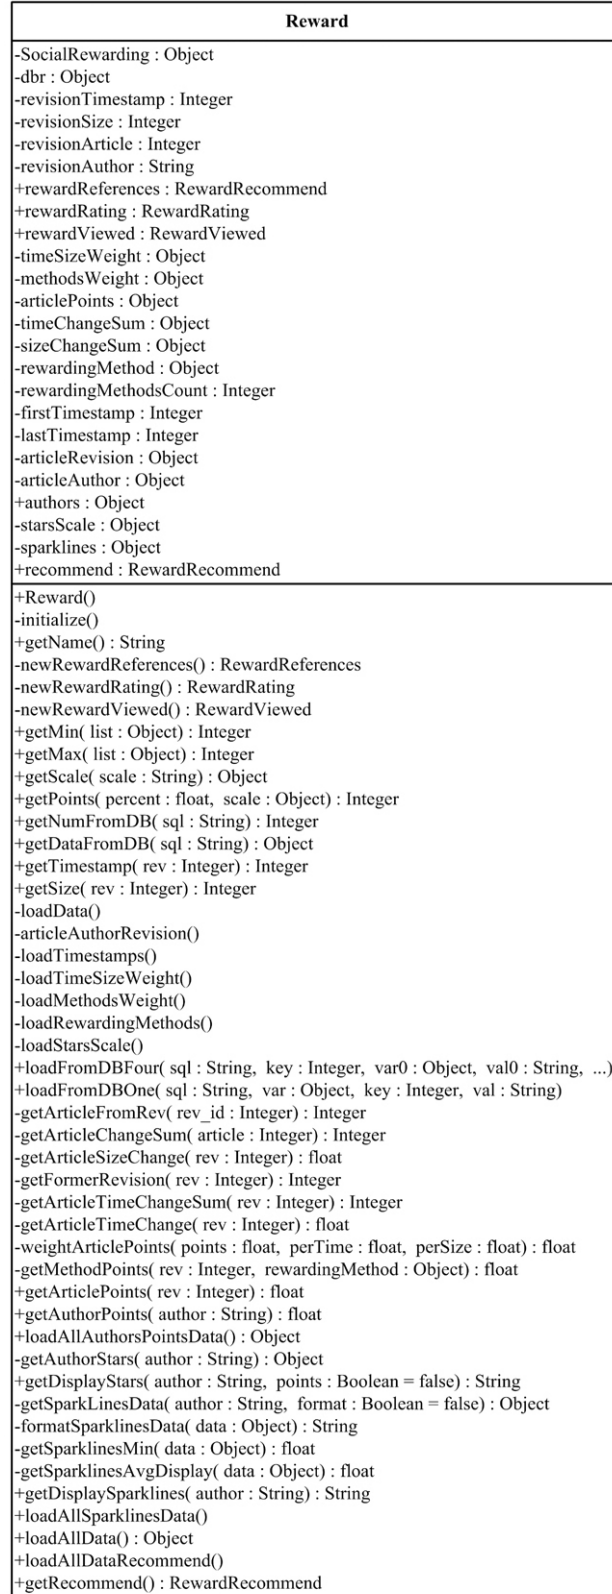 Reward
-SocialRewarding : Object
-dbr : Object
-revisionTimestamp : Integer
-revisionSize : Integer
-revisionArticle : Integer
-revisionAuthor : String
+rewardReferences : RewardRecommend
+rewardRating : RewardRating
+rewardViewed : RewardViewed
-timeSizeWeight : Object
-methodsWeight : Object
-articlePoints : Object
-timeChangeSum : Object
-sizeChangeSum : Object
-rewardingMethod : Object
-rewardingMethodsCount : Integer
-firstTimestamp : Integer
-lastTimestamp : Integer
-articleRevision : Object
-articleAuthor : Object
+authors : Object
-starsScale : Object
-sparklines : Object
+recommend : RewardRecommend
+Reward()
-initialize()
+getName() : String
-newRewardReferences() : RewardReferences
-newRewardRating() : RewardRating
-newRewardViewed() : RewardViewed
+getMin( list : Object) : Integer
+getMax( list : Object) : Integer
+getScale( scale : String) : Object
+getPoints( percent : float, scale : Object) : Integer
+getNumFromDB( sql : String) : Integer
+getDataFromDB( sql : String) : Object
+getTimestamp( rev : Integer) : Integer
+getSize( rev : Integer) : Integer
-loadData()
-articleAuthorRevision()
-loadTimestamps()
-loadTimeSizeWeight()
-loadMethodsWeight()
-loadRewardingMethods()
-loadStarsScale()
+loadFromDBFour( sql : String, key : Integer, var0 : Object, val0 : String, ...)
+loadFromDBOne( sql : String, var : Object, key : Integer, val : String)
-getArticleFromRev( rev_id : Integer) : Integer
-getArticleChangeSum( article : Integer) : Integer
-getArticleSizeChange( rev : Integer) : float
-getFormerRevision( rev : Integer) : Integer
-getArticleTimeChangeSum( rev : Integer) : Integer
-getArticleTimeChange( rev : Integer) : float
-weightArticlePoints( points : float, perTime : float, perSize : float) : float
-getMethodPoints( rev : Integer, rewardingMethod : Object) : float
+getArticlePoints( rev : Integer) : float
+getAuthorPoints( author : String) : float
+loadAllAuthorsPointsData() : Object
-getAuthorStars( author : String) : Object
+getDisplayStars( author : String, points : Boolean = false) : String
-getSparkLinesData( author : String, format : Boolean = false) : Object
-formatSparklinesData( data : Object) : String
-getSparklinesMin( data : Object) : float
-getSparklinesAvgDisplay( data : Object) : float
+getDisplaySparklines( author : String) : String
+loadAllSparklinesData()
+loadAllData() : Object
+loadAllDataRecommend()
+getRecommend() : RewardRecommend